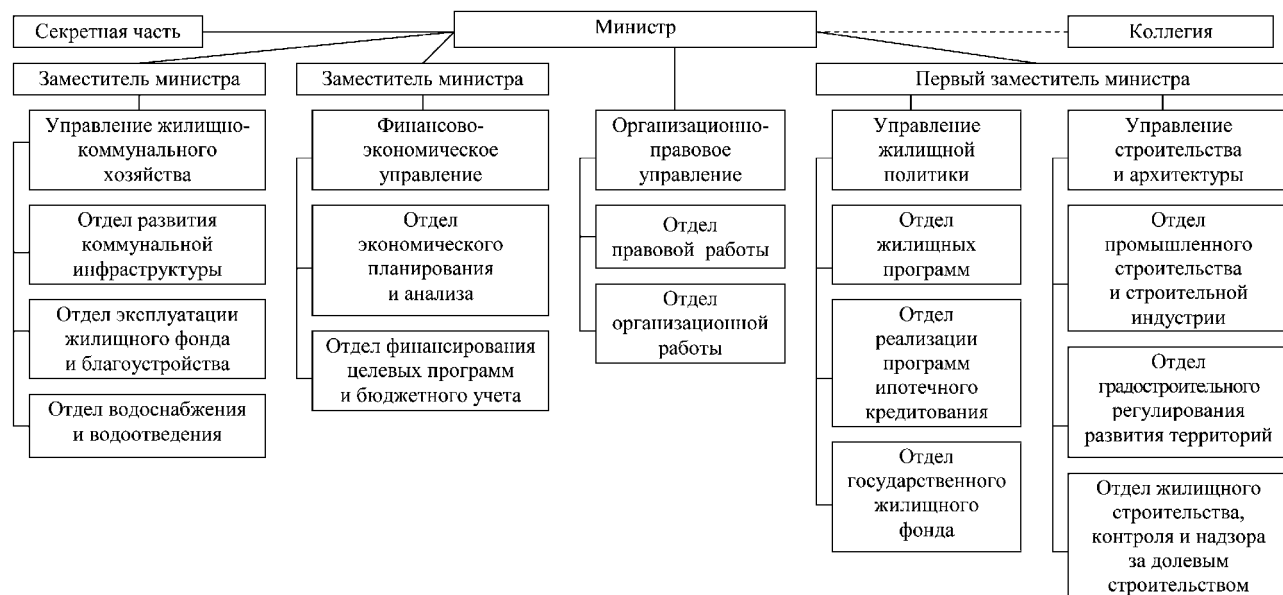 Секретная часть
Министр
Коллегия
Заместитель министра
Заместитель министра
Первый заместитель министра
Управление жилищно-
коммунального
хозяйства
Отдел развития
коммунальной
инфраструктуры
Отдел эксплуатации
жилищного фонда
и благоустройства
Отдел водоснабжения
и водоотведения
Финансово-
экономическое
управление
Отдел
экономического
планирования
и анализа
Отдел финансирования
целевых программ
и бюджетного учета
Организационно-
правовое
управление
Отдел
правовой работы
Отдел
организационной
работы
Управление
жилищной
политики
Отдел
жилищных
программ
Отдел
реализации
программ
ипотечного
кредитования
Отдел
государственного
жилищного
фонда
Управление
строительства
и архитектуры
Отдел
промышленного
строительства
и строительной
индустрии
Отдел
градостроительного
регулирования
развития территорий
Отдел жилищного
строительства,
контроля и надзора
за долевым
строительством